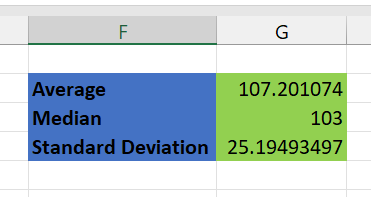 F G
Average 107.201074
Median 103
Standard Deviation 25.19493497